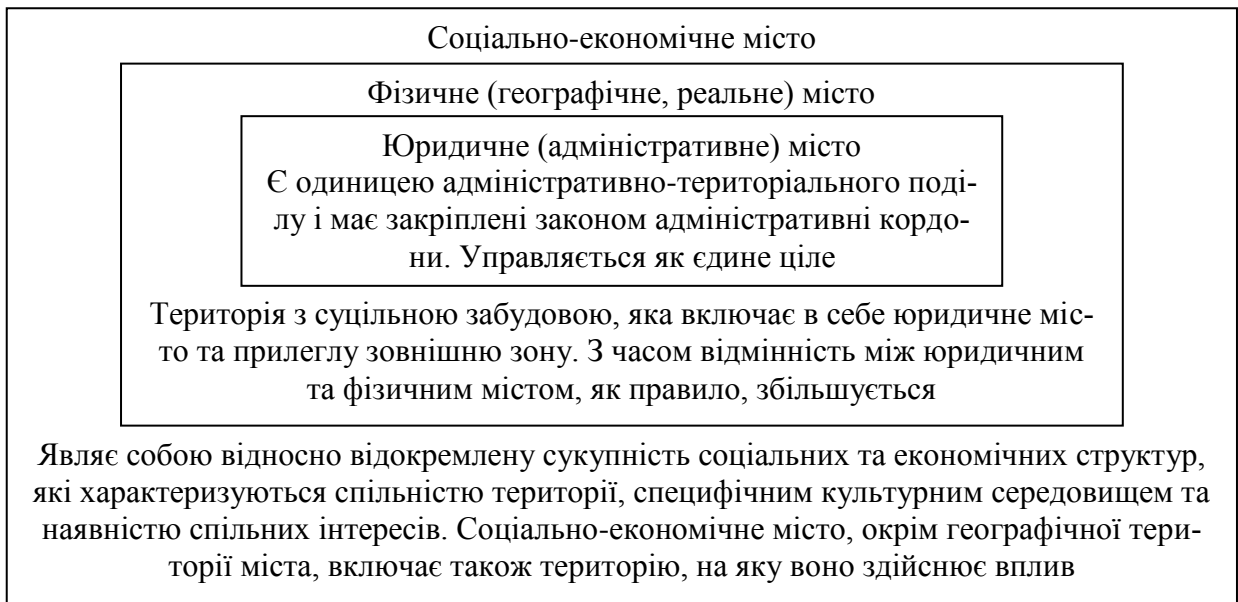 Соціально-економічне місто
Фізичне (географічне, реальне) місто
Юридичне (адміністративне) місто
Є одиницею адміністративно-територіального поді-
лу і має закріплені законом адміністративні кордо-
ни. Управляється як єдине ціле
Територія з суцільною забудовою, яка включає в себе юридичне міс-
то та прилеглу зовнішню зону. З часом відмінність між юридичним
та фізичним містом, як правило, збільшується
Являє собою відносно відокремлену сукупність соціальних та економічних структур,
які характеризуються спільністю території, специфічним культурним середовищем та
наявністю спільних інтересів. Соціально-економічне місто, окрім географічної тери-
торії міста, включає також територію, на яку воно здійснює вплив